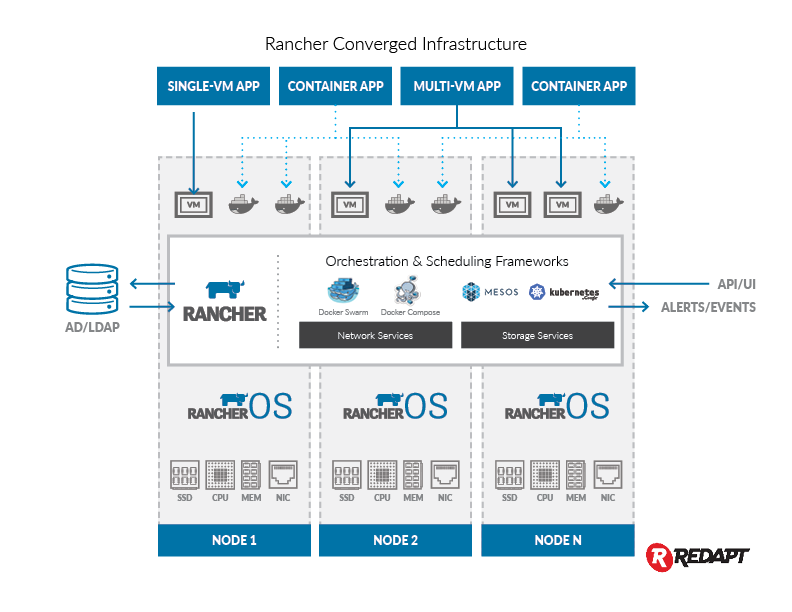 Rancher Converged Infrastructure
SINGLE-VM APP
CONTAINER APP
MULTI-VM APP
CONTAINER APP
VM
VM
VM
VM
Orchestration & Scheduling Frameworks
RANCHER
Docker Swarm
Docker Compose
MESOS
kubernetes
Network Services
Storage Services
AD/LDAP
API/UI
ALERTS/EVENTS
RANCHER OS
RANCHER OS
RANCHER OS
SSD
CPU
MEM
NIC
SSD
CPU
MEM
NIC
SSD
CPU
MEM
NIC
NODE 1
NODE 2
NODE N
R REDAPT